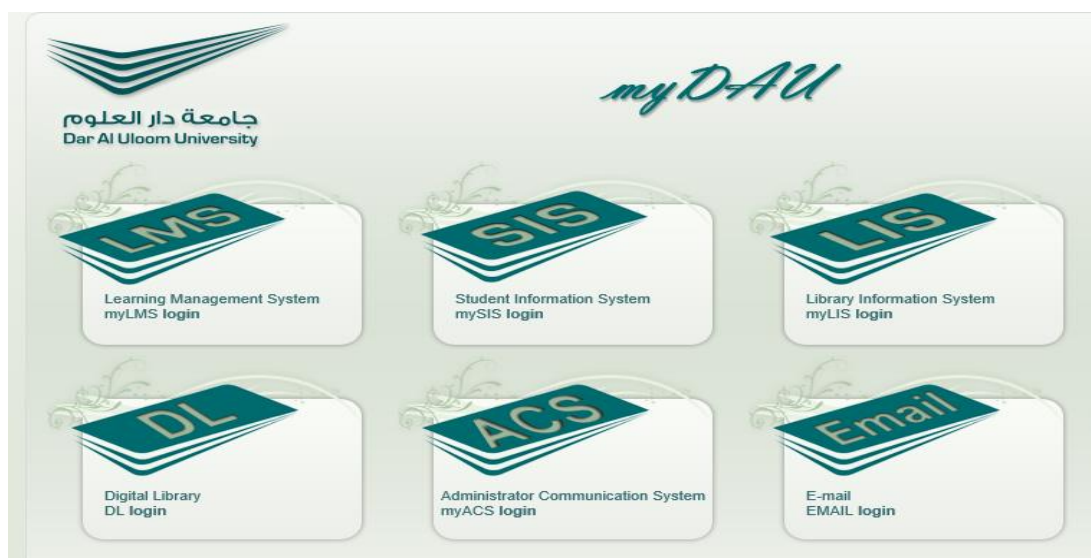 جامعة دار العلوم
Dar Al Uloom University
myDAU
LMS
Learning Management System
myLMS login
SIS
Student Information System
mySIS login
LIS
Library Information System
myLIS login
DL
Digital Library
DL login
ACS
Administrator Communication System
myACS login
Email
E-mail
EMAIL login